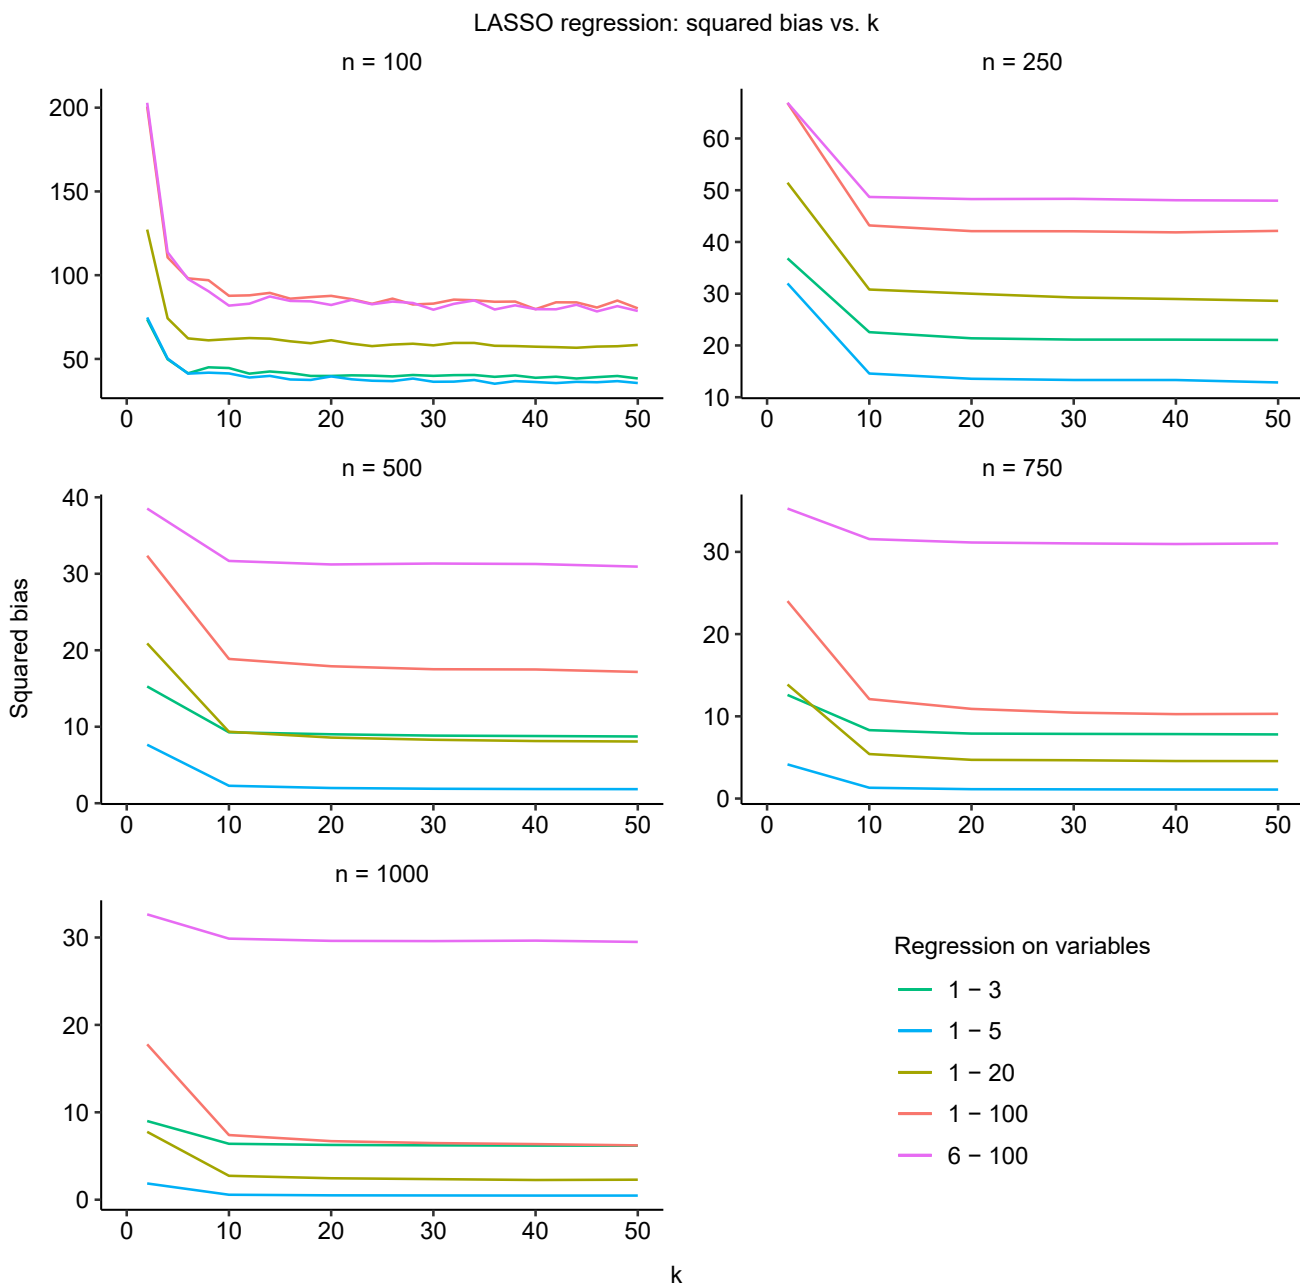 LASSO regression: squared bias vs. k
n = 100
200
150
100
50
0 10 20 30 40 50
n = 250
60
50
40
30
20
10
0 10 20 30 40 50
Squared bias
n = 500
40
30
20
10
0
0 10 20 30 40 50
n = 750
30
20
10
0
0 10 20 30 40 50
n = 1000
30
20
10
0
0 10 20 30 40 50
Regression on variables
1 − 3
1 − 5
1 − 20
1 − 100
6 − 100
k